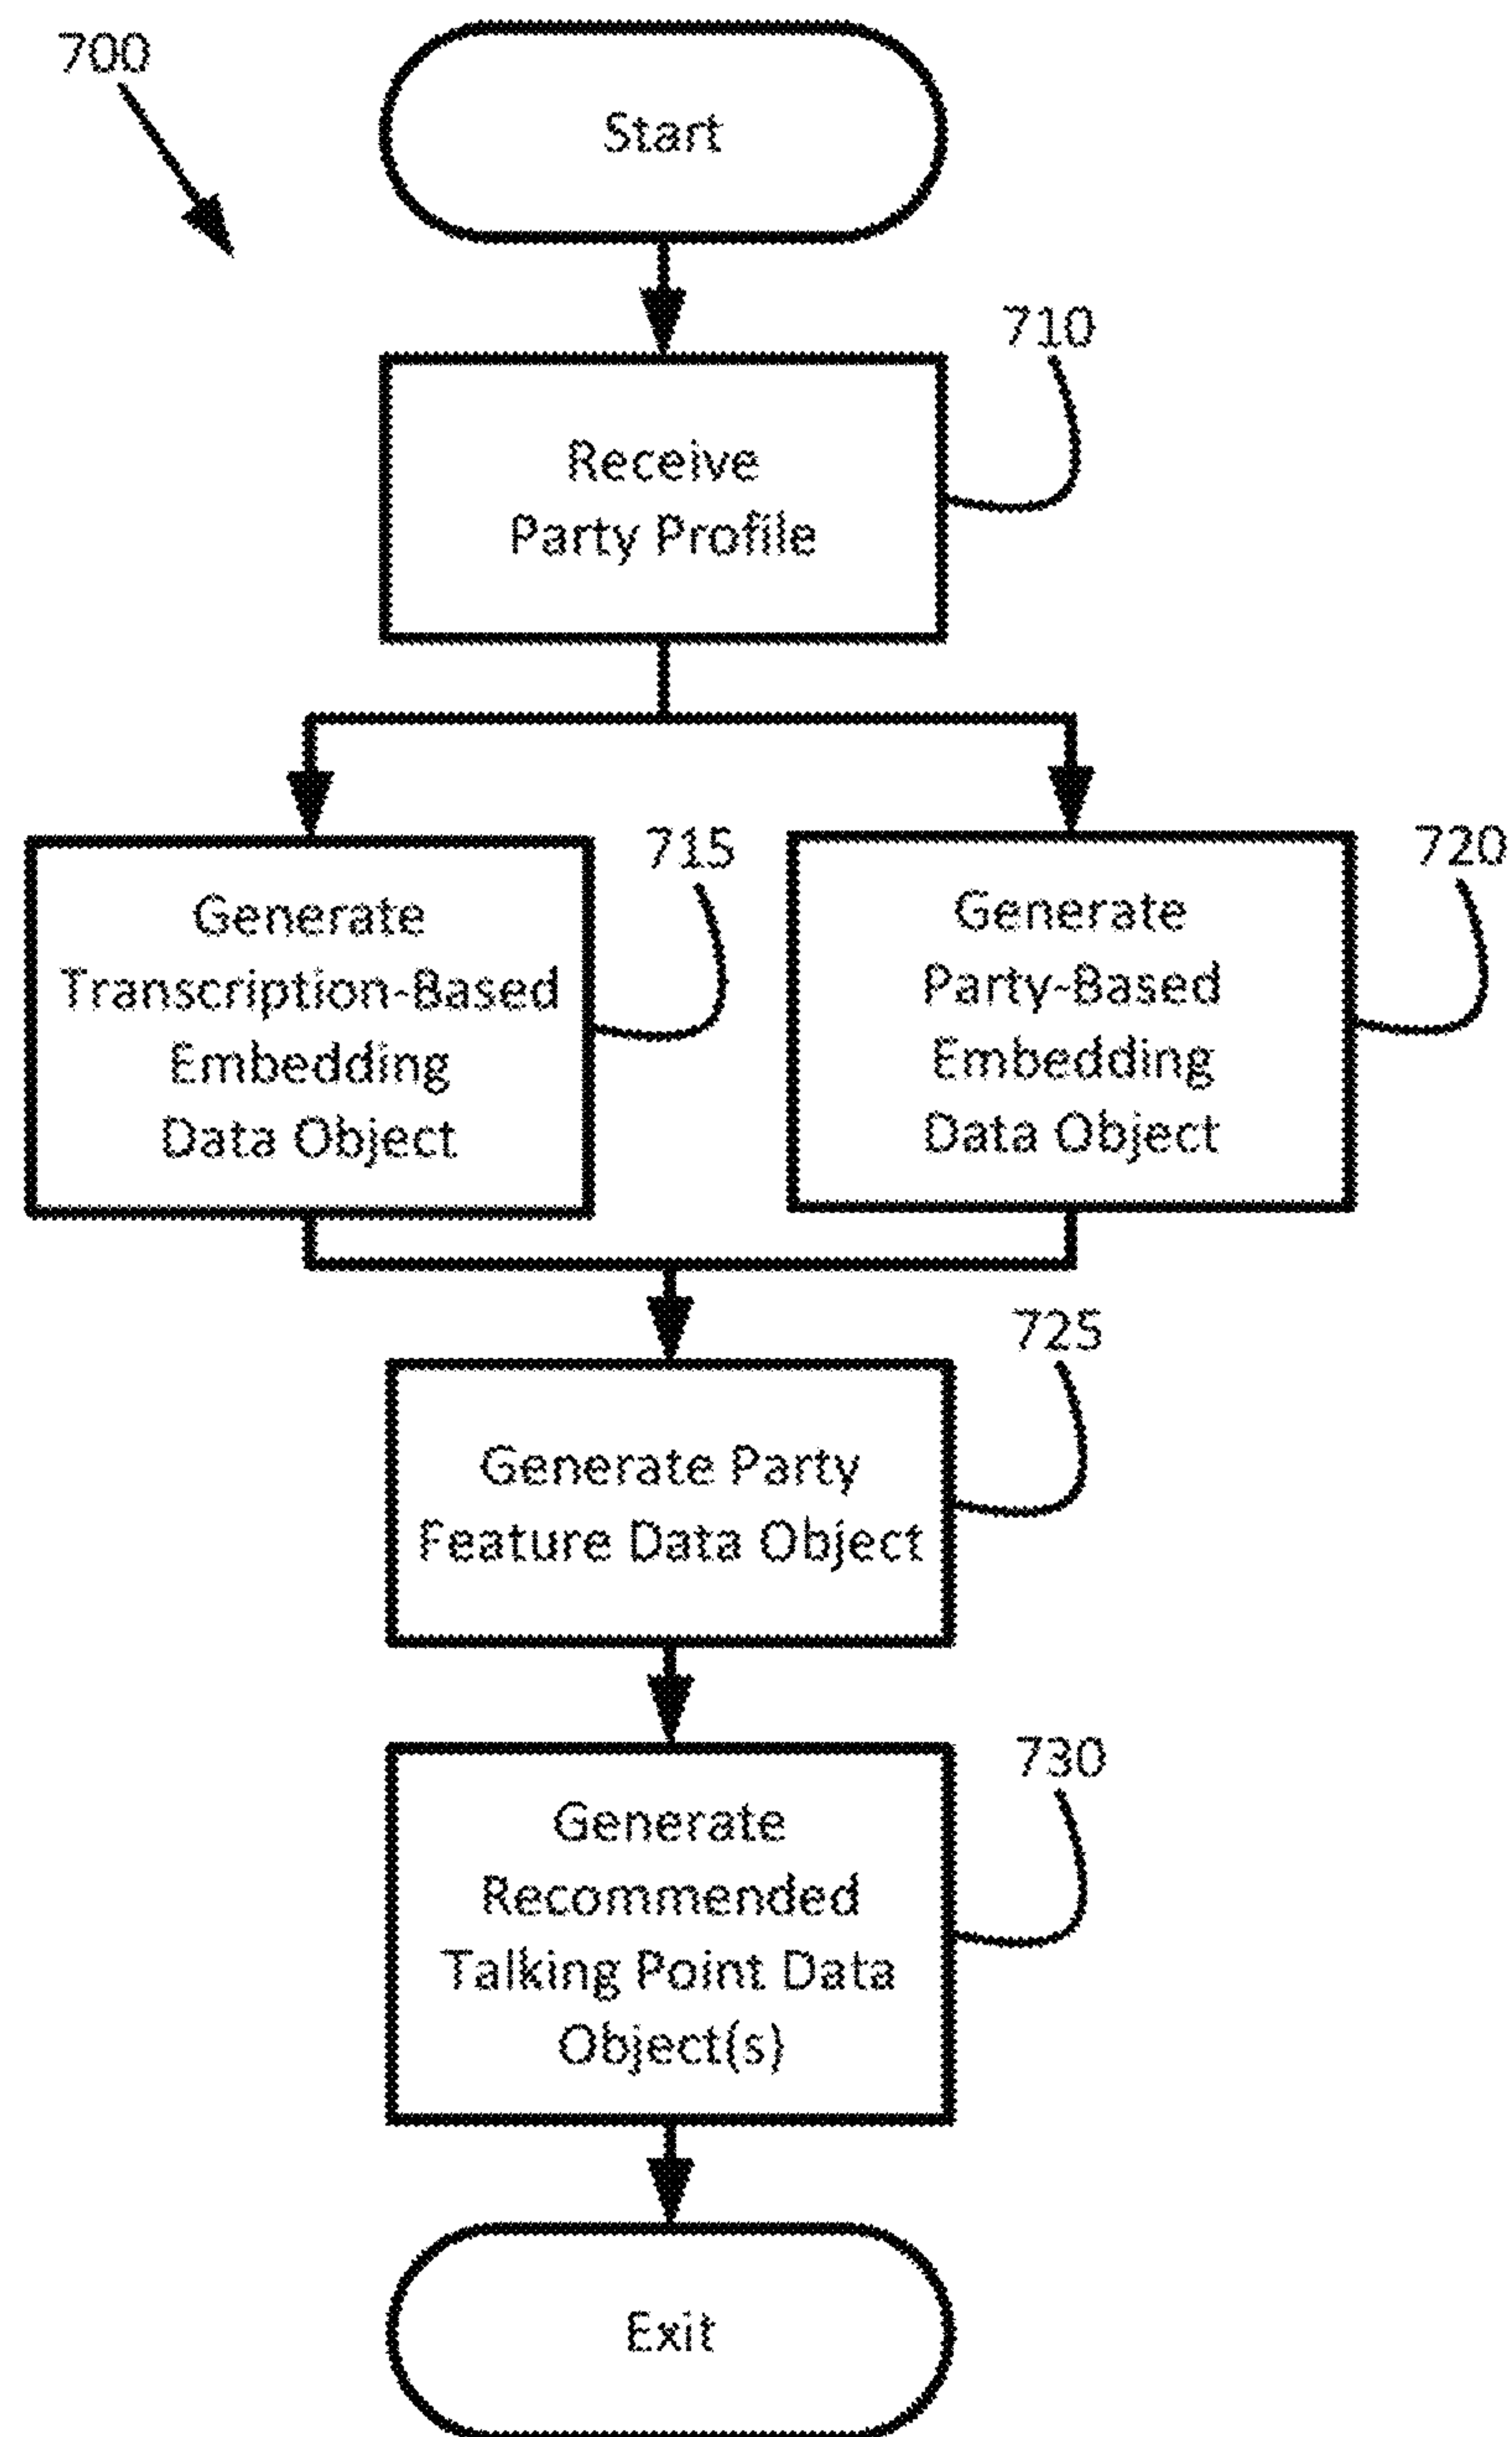 700
Start
710
Receive
Party Profile
715
Generate
Transcription-Based
Embedding
Data Object
720
Generate
Party-Based
Embedding
Data Object
725
Generate Party
Feature Data Object
730
Generate
Recommended
Talking Point Data
Object(s)
Exit